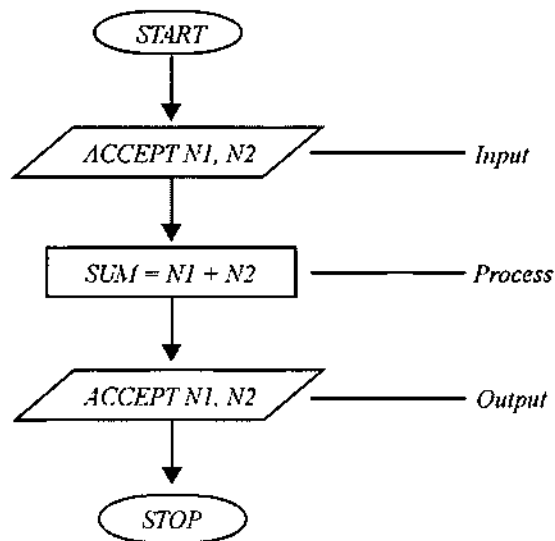 START
ACCEPT N1, N2
Input
SUM = N1 + N2
Process
ACCEPT N1, N2
Output
STOP